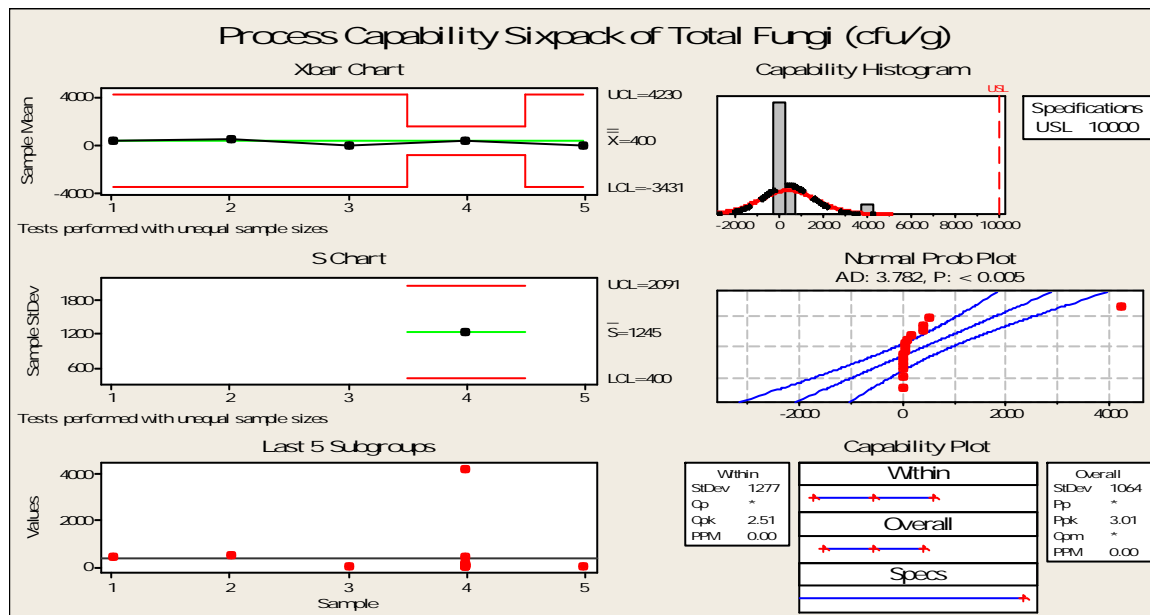 Process Capability Sixpack of Total Fungi (cfu/g)
Xbar Chart
Sample Mean
4000
0
-4000
1 2 3 4 5
UCL=4230
X=400
LCL=-3431
Tests performed with unequal sample sizes
Capability Histogram
USL
-2000 0 2000 4000 6000 8000 10000
Specifications
USL 10000
S Chart
Sample StDev
1800
1200
600
1 2 3 4 5
UCL=2091
S=1245
LCL=400
Tests performed with unequal sample sizes
Normal Prob Plot
AD: 3.782, P: < 0.005
-2000 0 2000 4000
Last 5 Subgroups
Values
4000
2000
0
1 2 3 4 5
Sample
Capability Plot
Within
StDev 1277
Cp *
Cpk 2.51
PPM 0.00
Within
Overall
Specs
Overall
StDev 1064
Pp *
Ppk 3.01
Cpm *
PPM 0.00